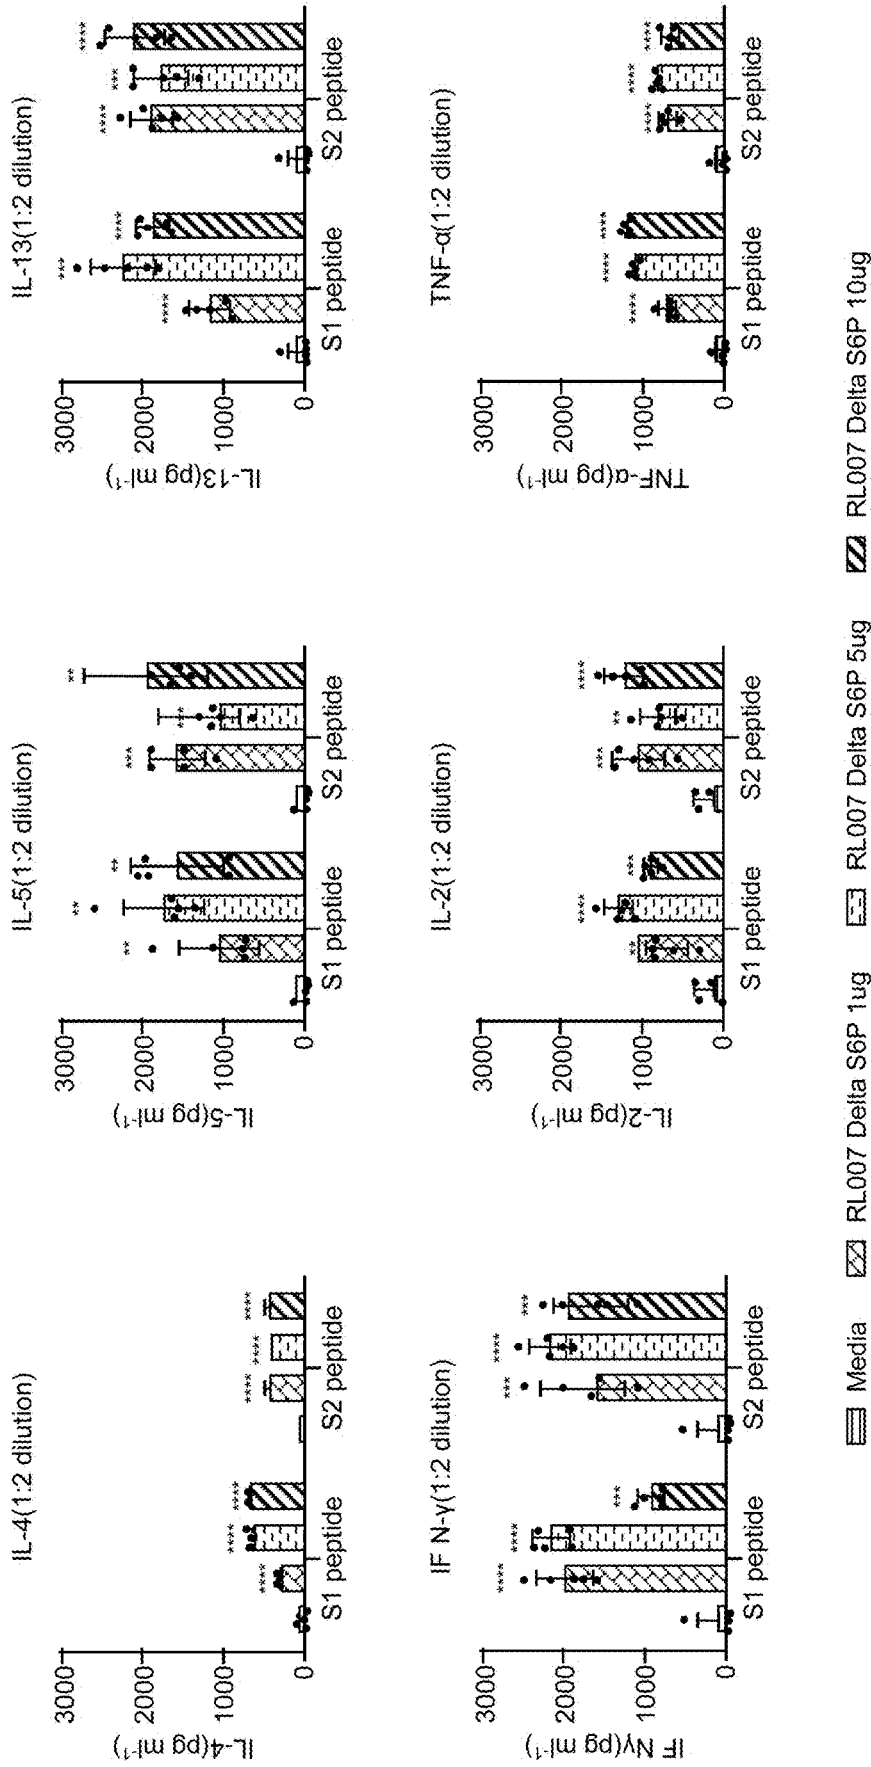 IL-4(1:2 dilution)
IL-4(pg ml-1)
3000
2000
1000
0
****
****
****
****
****
****
S1 peptide
S2 peptide
IL-5(1:2 dilution)
IL-5(pg ml-1)
3000
2000
1000
0
**
**
**
***
***
**
S1 peptide
S2 peptide
IL-13(1:2 dilution)
IL-13(pg ml-1)
3000
2000
1000
0
****
***
****
****
***
****
S1 peptide
S2 peptide
IF N-γ(1:2 dilution)
IF Nγ(pg ml-1)
3000
2000
1000
0
****
****
***
***
****
***
S1 peptide
S2 peptide
IL-2(1:2 dilution)
IL-2(pg ml-1)
3000
2000
1000
0
**
****
***
***
**
****
S1 peptide
S2 peptide
TNF-α(1:2 dilution)
TNF-α(pg ml-1)
3000
2000
1000
0
****
****
****
****
****
****
S1 peptide
S2 peptide
Media
RL007 Delta S6P 1ug
RL007 Delta S6P 5ug
RL007 Delta S6P 10ug